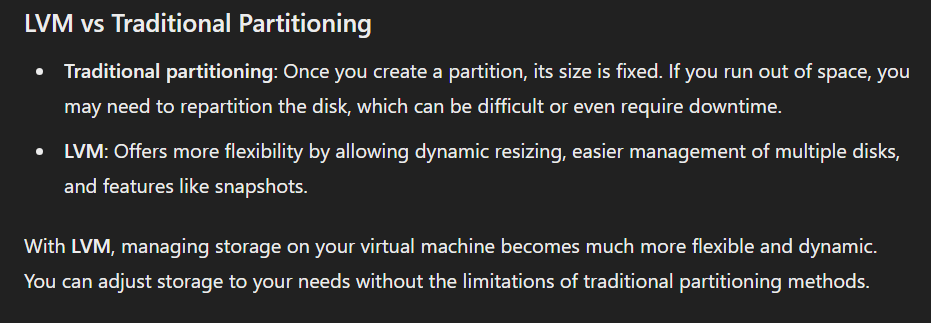 LVM vs Traditional Partitioning
• Traditional partitioning: Once you create a partition, its size is fixed. If you run out of space, you
may need to repartition the disk, which can be difficult or even require downtime.
• LVM: Offers more flexibility by allowing dynamic resizing, easier management of multiple disks,
and features like snapshots.
With LVM, managing storage on your virtual machine becomes much more flexible and dynamic.
You can adjust storage to your needs without the limitations of traditional partitioning methods.